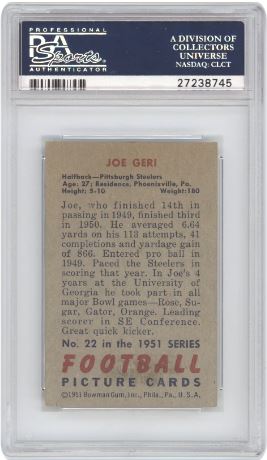 PSA
Sports
PROFESSIONAL
AUTHENTICATOR
A DIVISION OF
COLLECTORS
UNIVERSE
NASDAQ: CLCT
27238745
JOE GERI
Halfback—Pittsburgh Steelers
Age: 27; Residence, Phoenixville, Pa.
Height: 5-10 Weight: 180
Joe, who finished 14th in
passing in 1949, finished third
in 1950. He averaged 6.64
yards on his 113 attempts, 41
completions and yardage gain
of 866. Entered pro ball in
1949. Paced the Steelers in
scoring that year. In Joe's 4
years at the University of
Georgia he took part in all
major Bowl games—Rose, Su-
gar, Gator, Orange. Leading
scorer in SE Conference.
Great quick kicker.
No. 22 in the 1951 SERIES
FOOTBALL
PICTURE CARDS
©1951 Bowman Gum, Inc., Phila., Pa., U. S. A.